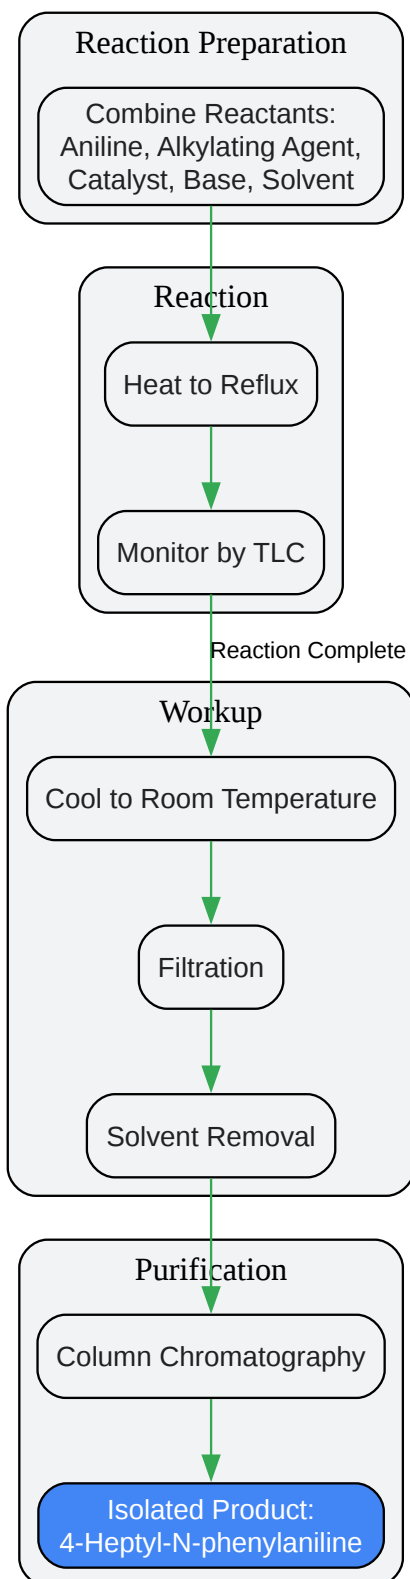 Reaction Preparation
Combine Reactants:
Aniline, Alkylating Agent,
Catalyst, Base, Solvent
Reaction
Heat to Reflux
Monitor by TLC
Reaction Complete
Workup
Cool to Room Temperature
Filtration
Solvent Removal
Purification
Column Chromatography
Isolated Product:
4-Heptyl-N-phenylaniline